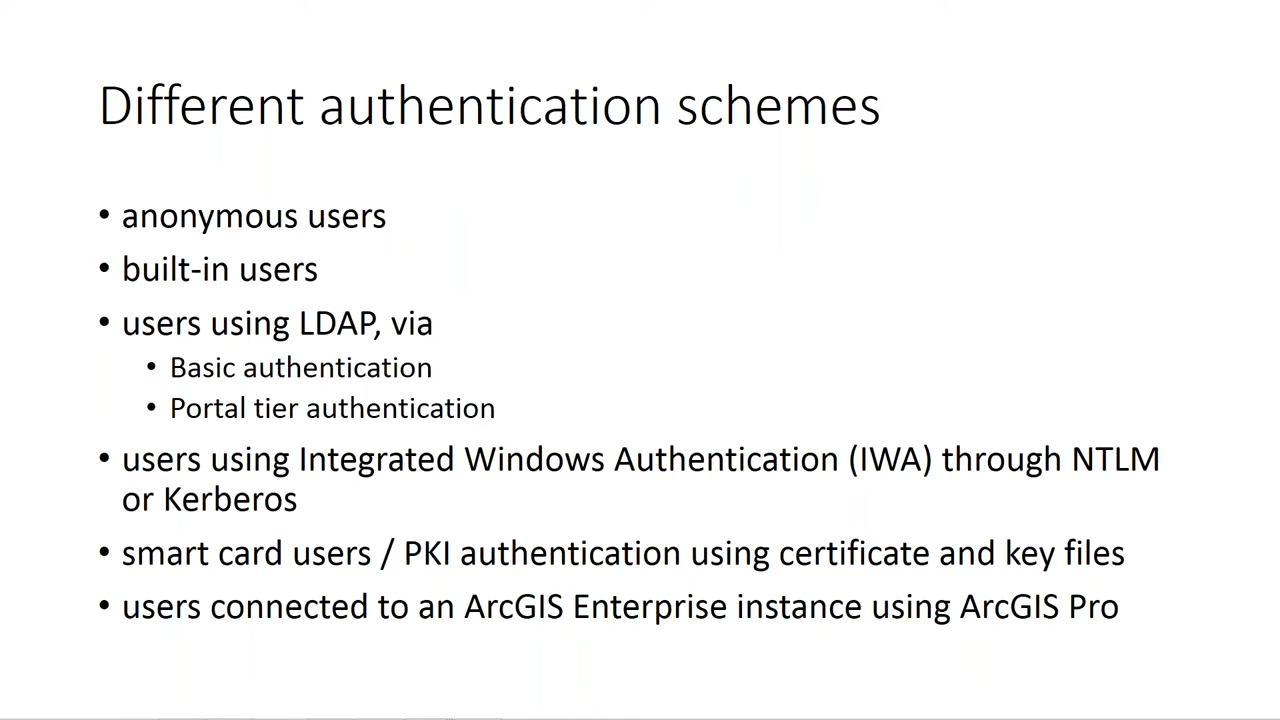 Different authentication schemes
• anonymous users
• built-in users
• users using LDAP, via
• Basic authentication
• Portal tier authentication
• users using Integrated Windows Authentication (IWA) through NTLM
or Kerberos
• smart card users / PKI authentication using certificate and key files
• users connected to an ArcGIS Enterprise instance using ArcGIS Pro